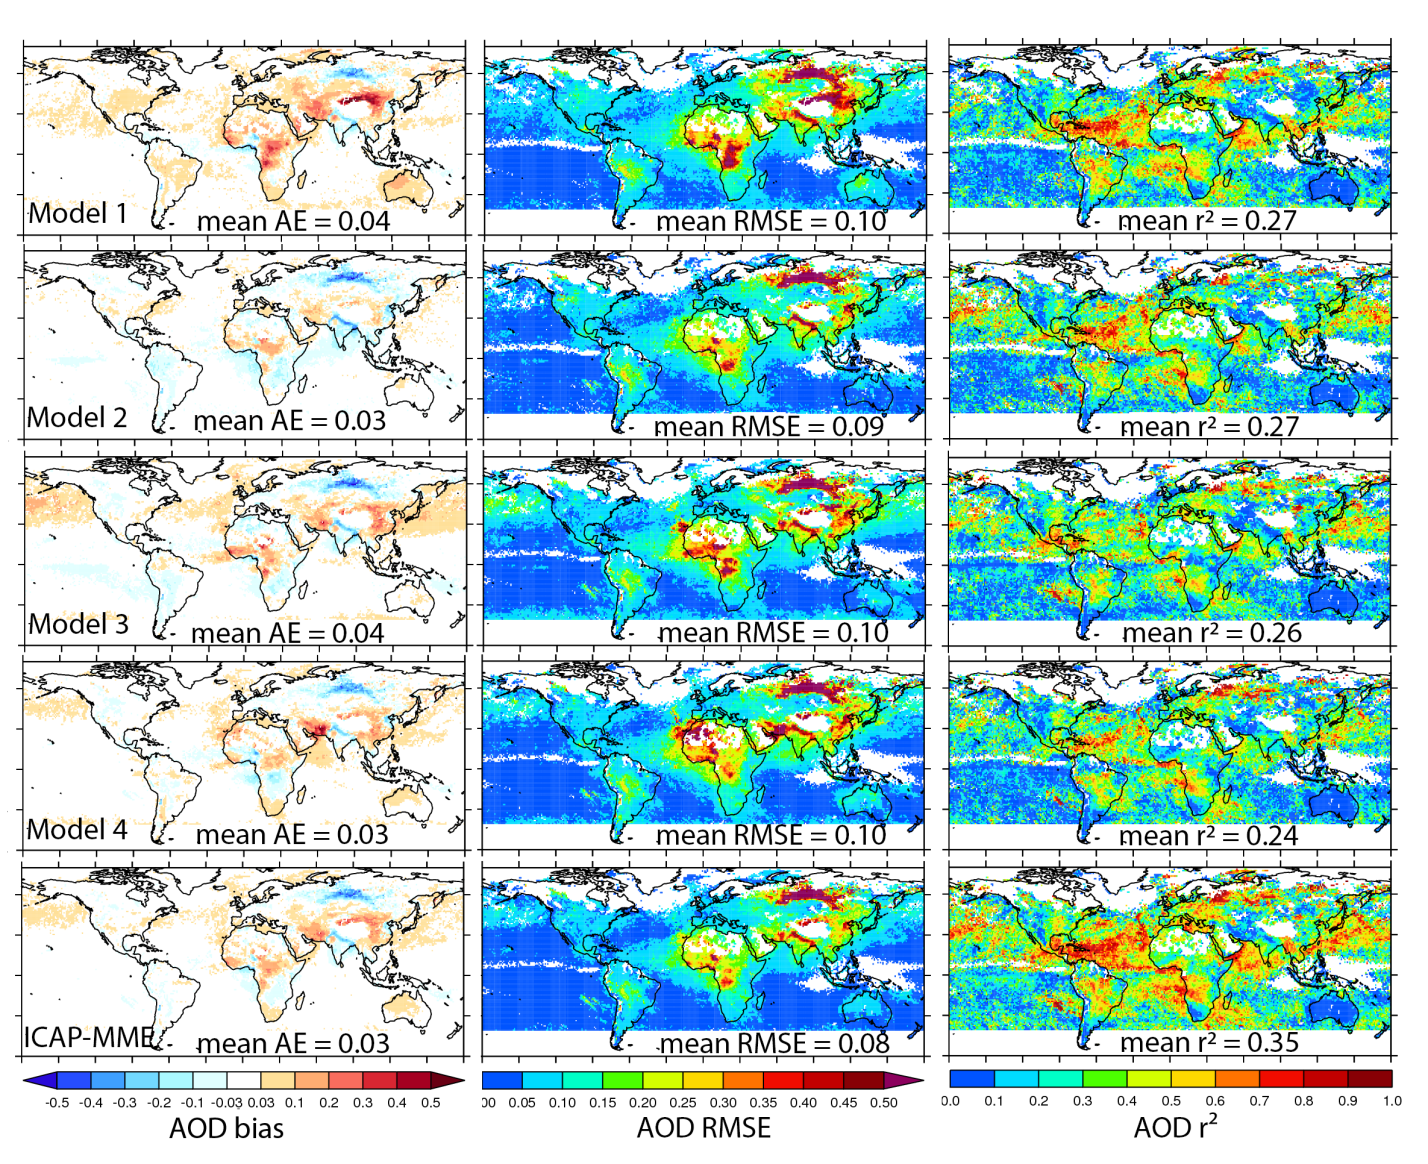 Model 1
mean AE = 0.04
mean RMSE = 0.10
mean r² = 0.27
Model 2
mean AE = 0.03
mean RMSE = 0.09
mean r² = 0.27
Model 3
mean AE = 0.04
mean RMSE = 0.10
mean r² = 0.26
Model 4
mean AE = 0.03
mean RMSE = 0.10
mean r² = 0.24
ICAP-MME
mean AE = 0.03
mean RMSE = 0.08
mean r² = 0.35
-0.5 -0.4 -0.3 -0.2 -0.1 -0.03 0.03 0.1 0.2 0.3 0.4 0.5
00 0.05 0.10 0.15 0.20 0.25 0.30 0.35 0.40 0.45 0.50
0.0 0.1 0.2 0.3 0.4 0.5 0.6 0.7 0.8 0.9 1.0
AOD bias
AOD RMSE
AOD r²